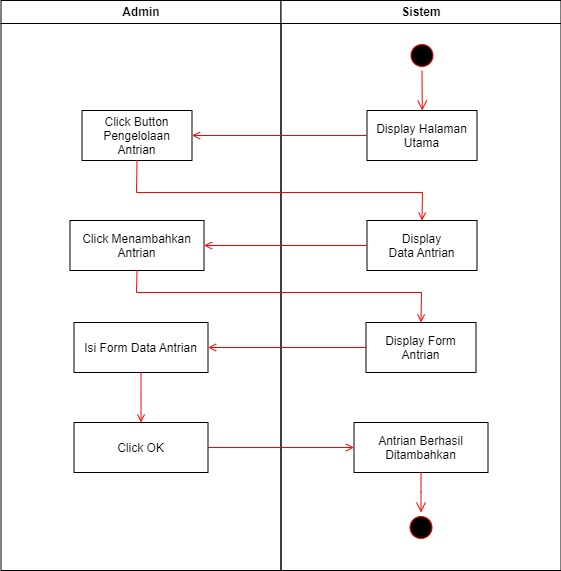 Admin
Sistem
Click Button
Pengelolaan
Antrian
Display Halaman
Utama
Click Menambahkan
Antrian
Display
Data Antrian
Isi Form Data Antrian
Display Form
Antrian
Click OK
Antrian Berhasil
Ditambahkan